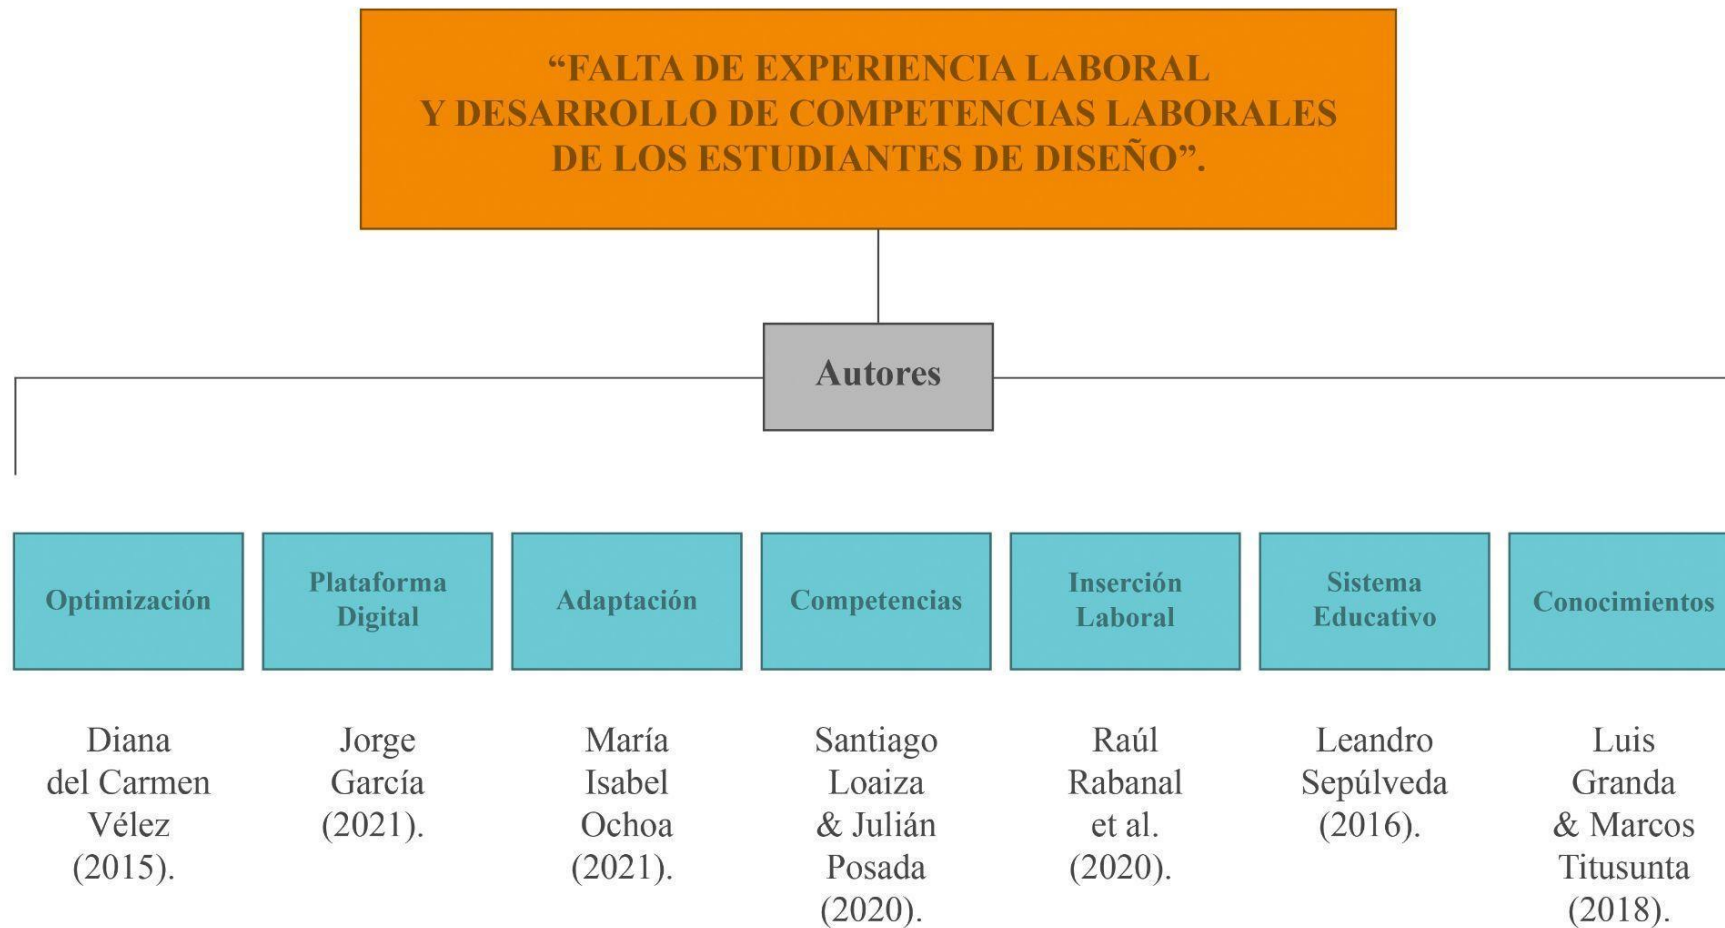 “FALTA DE EXPERIENCIA LABORAL
Y DESARROLLO DE COMPETENCIAS LABORALES
DE LOS ESTUDIANTES DE DISEÑO”.
Autores
Optimización
Plataforma
Digital
Adaptación
Competencias
Inserción
Laboral
Sistema
Educativo
Conocimientos
Diana
del Carmen
Vélez
(2015).
Jorge
García
(2021).
María
Isabel
Ochoa
(2021).
Santiago
Loaiza
& Julián
Posada
(2020).
Raúl
Rabanal
et al.
(2020).
Leandro
Sepúlveda
(2016).
Luis
Granda
& Marcos
Titusunta
(2018).